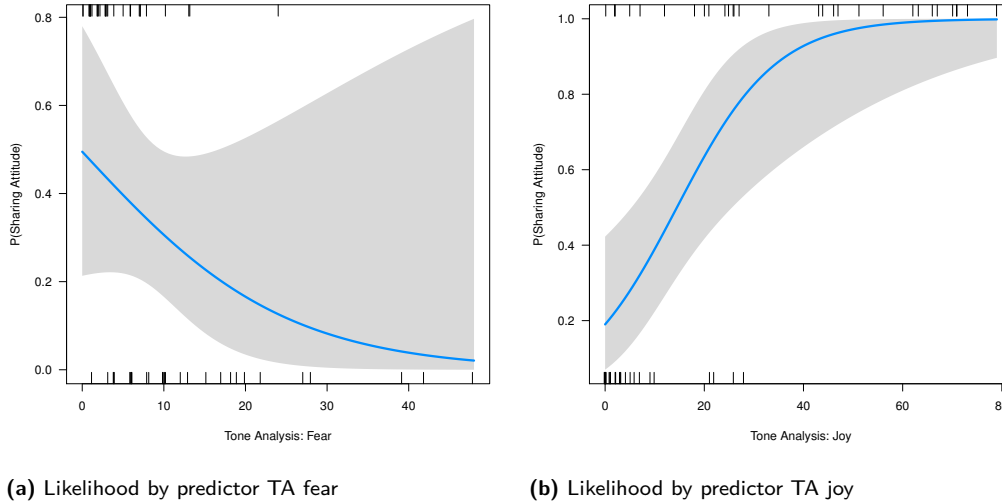 0.8
0.6
0.4
0.2
0.0
P(Sharing Attitude)
0 10 20 30 40
Tone Analysis: Fear
1.0
0.8
0.6
0.4
0.2
P(Sharing Attitude)
0 20 40 60 80
Tone Analysis: Joy
(a) Likelihood by predictor TA fear
(b) Likelihood by predictor TA joy